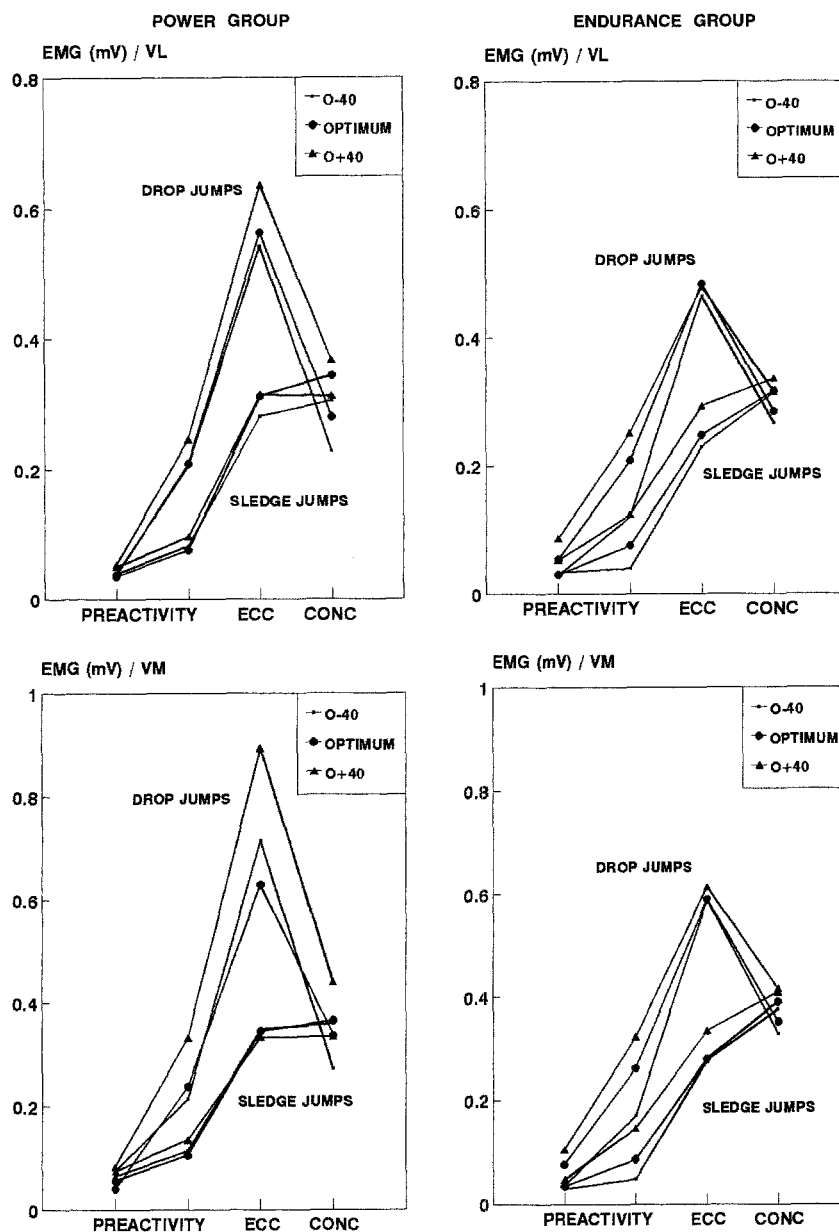 POWER GROUP
EMG (mV) / VL
0.8
0.6
0.4
0.2
0
O-40
OPTIMUM
O+40
DROP JUMPS
SLEDGE JUMPS
PREACTIVITY ECC CONC
ENDURANCE GROUP
EMG (mV) / VL
0.8
0.6
0.4
0.2
0
O-40
OPTIMUM
O+40
DROP JUMPS
SLEDGE JUMPS
PREACTIVITY ECC CONC
EMG (mV) / VM
1
0.8
0.6
0.4
0.2
0
O-40
OPTIMUM
O+40
DROP JUMPS
SLEDGE JUMPS
PREACTIVITY ECC CONC
EMG (mV) / VM
1
0.8
0.6
0.4
0.2
0
O-40
OPTIMUM
O+40
DROP JUMPS
SLEDGE JUMPS
PREACTIVITY ECC CONC